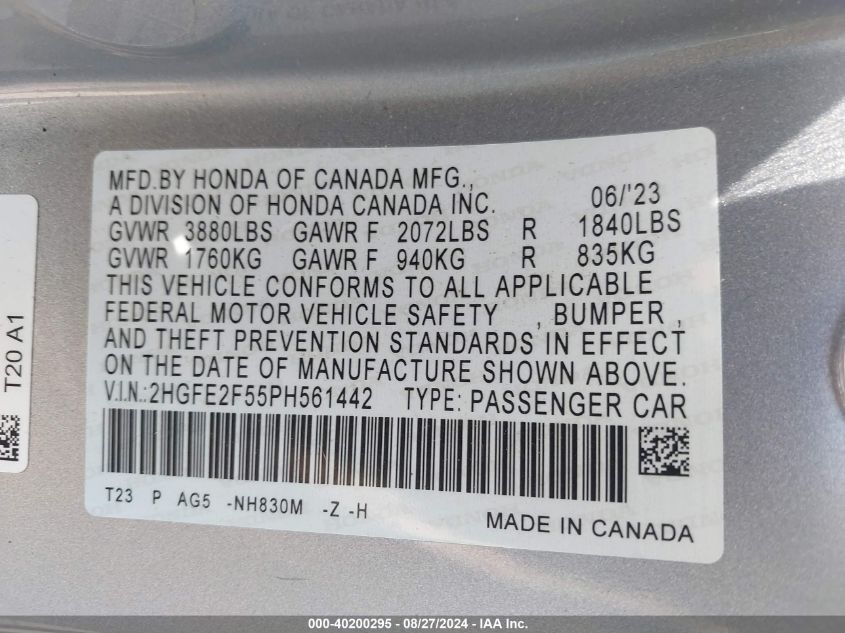 MFD.BY HONDA OF CANADA MFG.,
A DIVISION OF HONDA CANADA INC. 06/'23
GVWR 3880LBS GAWR F 2072LBS R 1840LBS
GVWR 1760KG GAWR F 940KG R 835KG
THIS VEHICLE CONFORMS TO ALL APPLICABLE
FEDERAL MOTOR VEHICLE SAFETY , BUMPER ,
AND THEFT PREVENTION STANDARDS IN EFFECT
ON THE DATE OF MANUFACTURE SHOWN ABOVE.
V.I.N.:2HGFE2F55PH561442 TYPE: PASSENGER CAR
T23 P AG5 -NH830M -Z -H
MADE IN CANADA
T20 A1
000-40200295 - 08/27/2024 - IAA Inc.